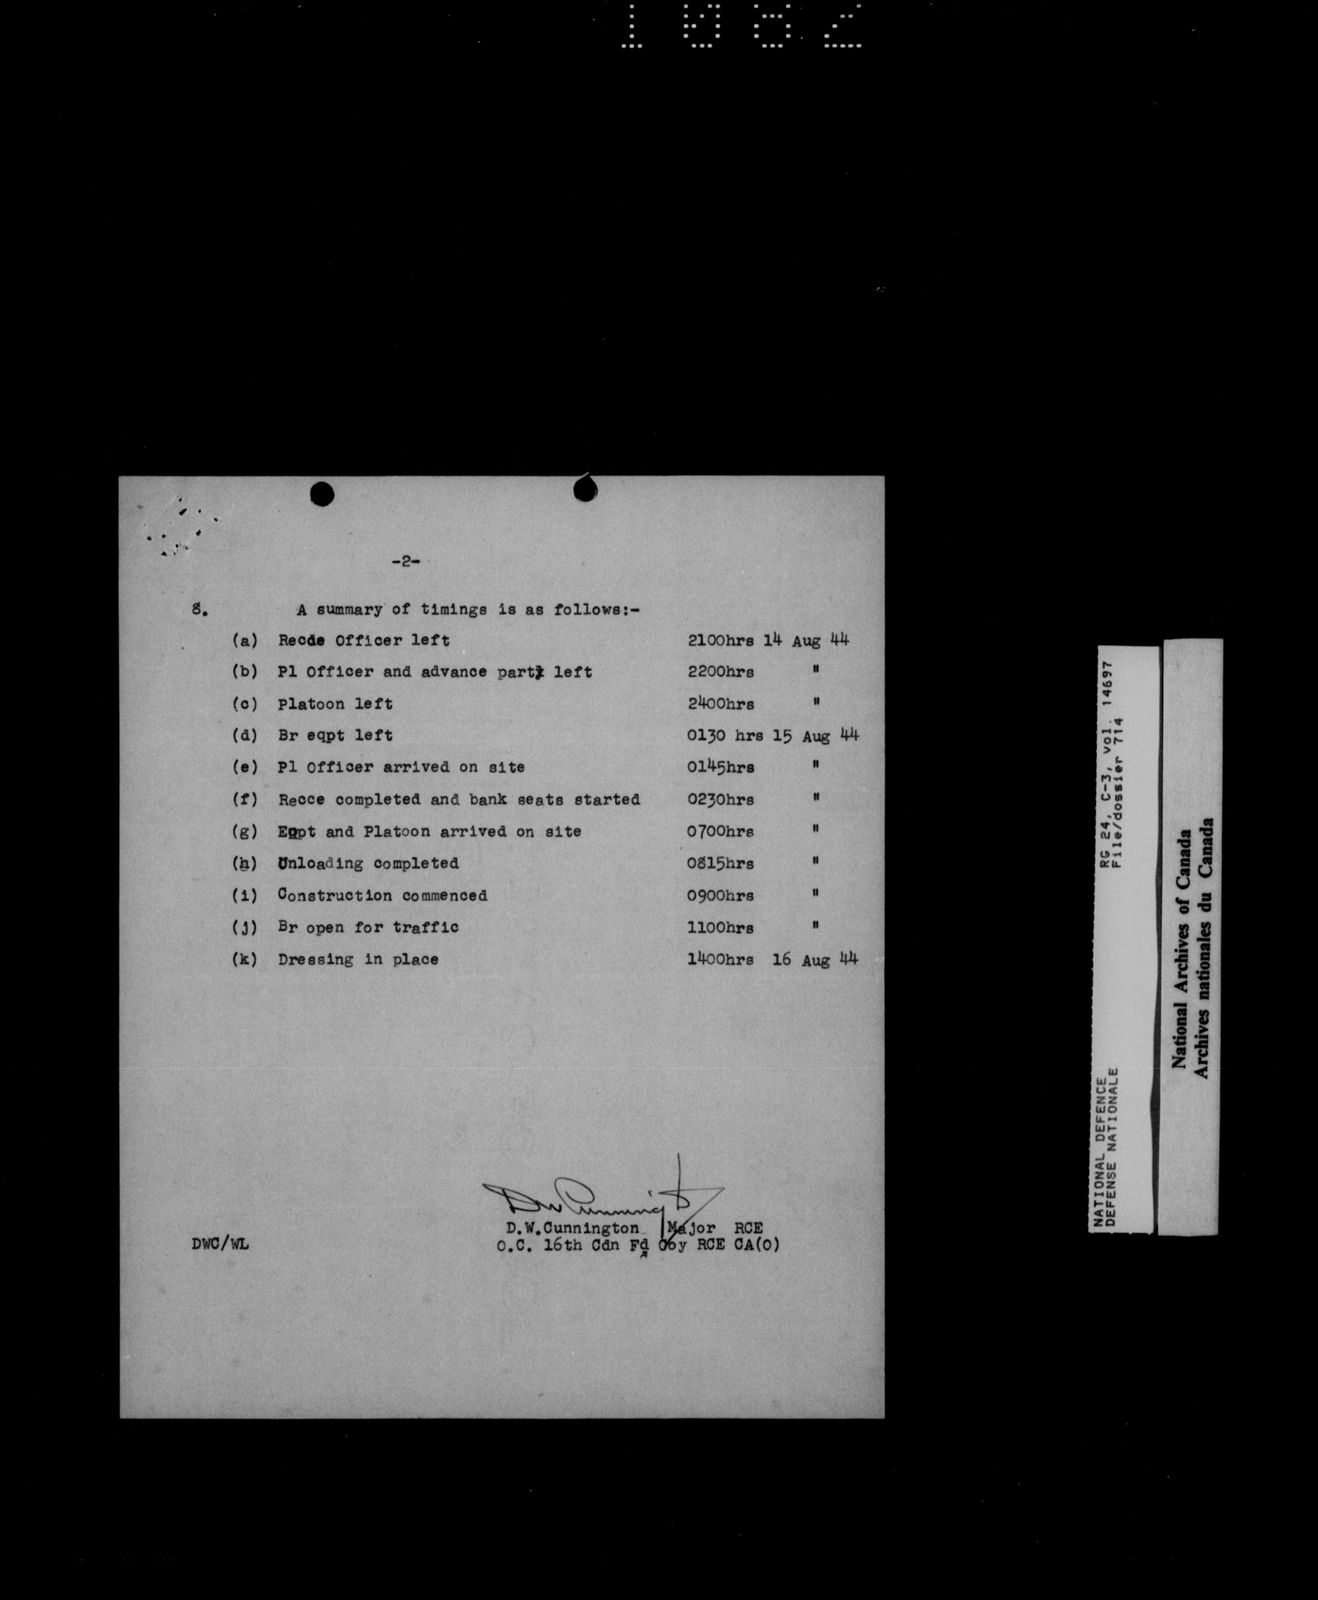 1082
-2-
8. A summary of timings is as follows:-
(a) Recce Officer left 2100hrs 14 Aug 44
(b) Pl Officer and advance party left 2200hrs "
(c) Platoon left 2400hrs "
(d) Br eqpt left 0130 hrs 15 Aug 44
(e) Pl Officer arrived on site 0145hrs "
(f) Recce completed and bank seats started 0230hrs "
(g) Eqpt and Platoon arrived on site 0700hrs "
(h) Unloading completed 0815hrs "
(i) Construction commenced 0900hrs "
(j) Br open for traffic 1100hrs "
(k) Dressing in place 1400hrs 16 Aug 44
DW Cunningt
D.W.Cunnington Major RCE
DWC/WL O.C. 16th Cdn Fd Coy RCE CA(O)
NATIONAL DEFENCE RG 24, C-3, vol. 14697
DEFENSE NATIONALE File/dossier 714
National Archives of Canada
Archives nationales du Canada